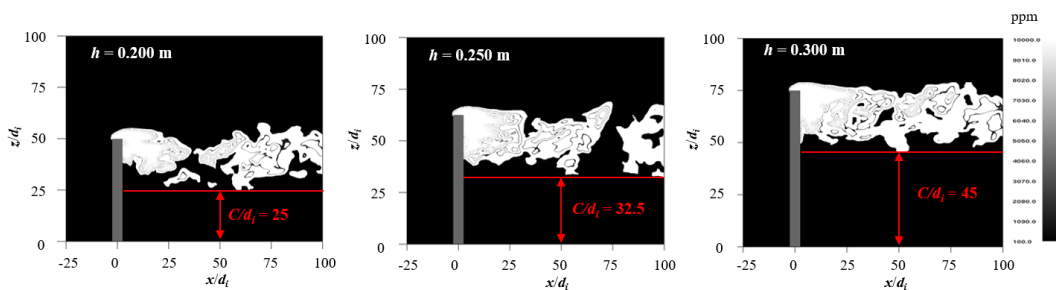 h = 0.200 m
100
75
50
25
0
z/di
-25 0 25 50 75 100
x/di
C/di = 25
h = 0.250 m
100
75
50
25
0
z/di
-25 0 25 50 75 100
x/di
C/di = 32.5
h = 0.300 m
100
75
50
25
0
z/di
-25 0 25 50 75 100
x/di
C/di = 45
ppm
10000.0
9010.0
8020.0
7030.0
6040.0
5050.0
4060.0
3070.0
2080.0
1090.0
100.0